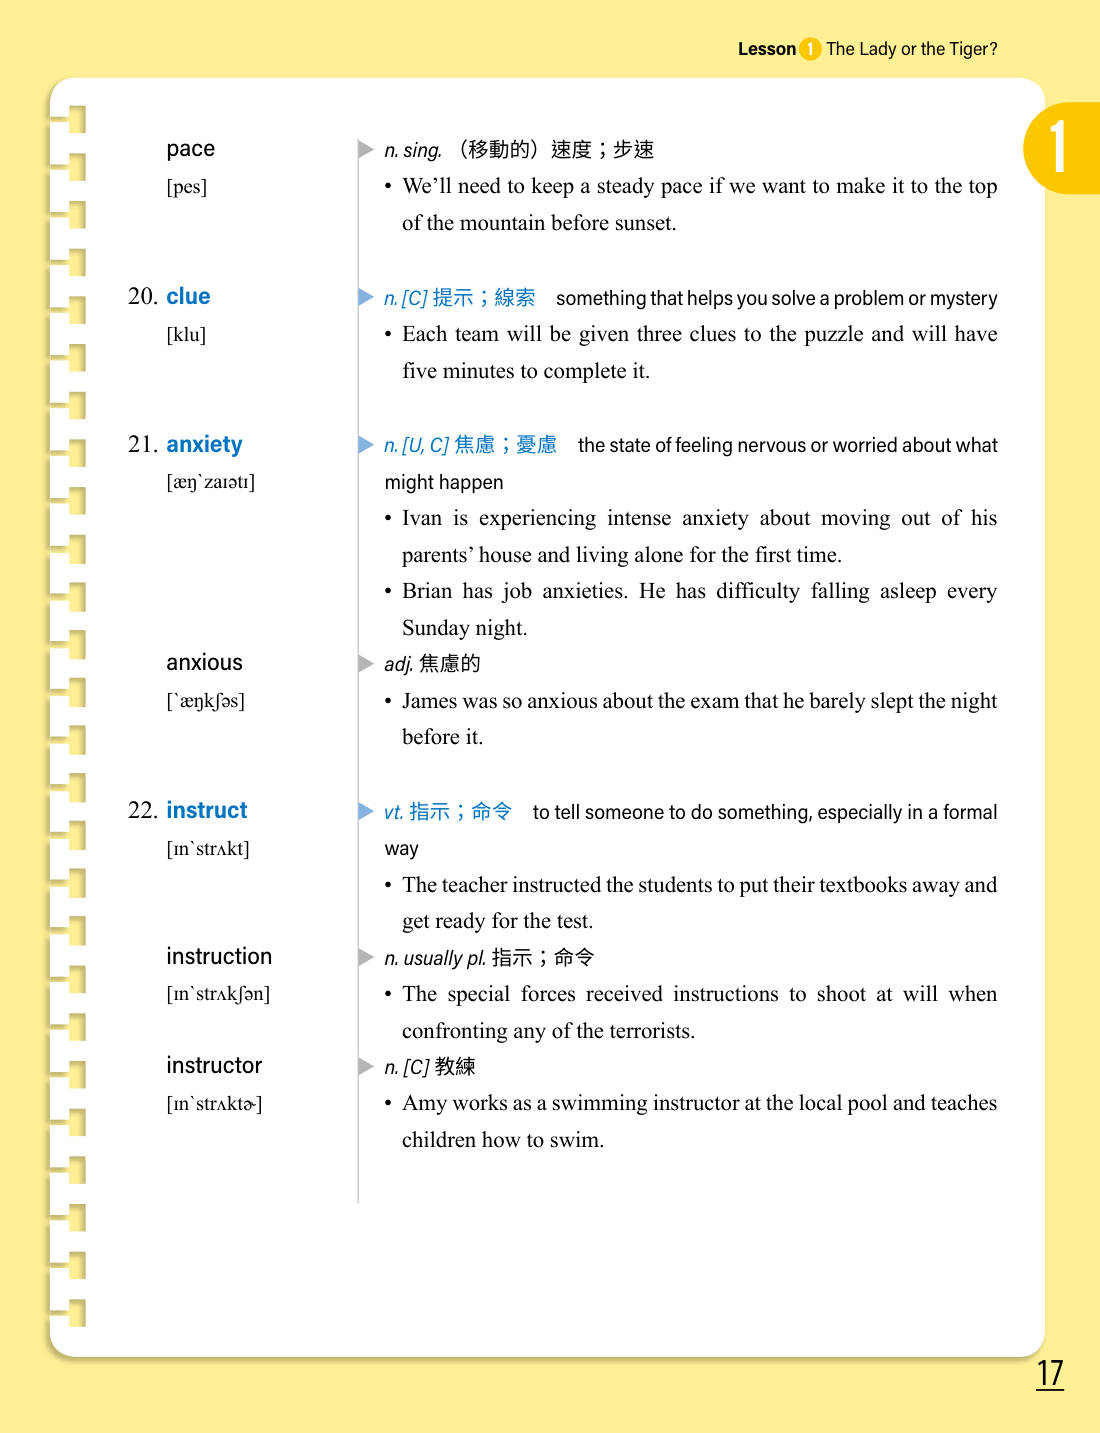 Lesson 1 The Lady or the Tiger?
1
pace
n. sing. （移動的）速度；步速
[pes]
• We’ll need to keep a steady pace if we want to make it to the top
of the mountain before sunset.
20. clue
n. [C] 提示；線索 something that helps you solve a problem or mystery
[klu]
• Each team will be given three clues to the puzzle and will have
five minutes to complete it.
21. anxiety
n. [U, C] 焦慮；憂慮 the state of feeling nervous or worried about what
might happen
[æŋˋzaɪətɪ]
• Ivan is experiencing intense anxiety about moving out of his
parents’ house and living alone for the first time.
• Brian has job anxieties. He has difficulty falling asleep every
Sunday night.
anxious
adj. 焦慮的
[ˋæŋkʃəs]
• James was so anxious about the exam that he barely slept the night
before it.
22. instruct
vt. 指示；命令 to tell someone to do something, especially in a formal
way
[ɪnˋstrʌkt]
• The teacher instructed the students to put their textbooks away and
get ready for the test.
instruction
n. usually pl. 指示；命令
[ɪnˋstrʌkʃən]
• The special forces received instructions to shoot at will when
confronting any of the terrorists.
instructor
n. [C] 教練
[ɪnˋstrʌktɚ]
• Amy works as a swimming instructor at the local pool and teaches
children how to swim.
17